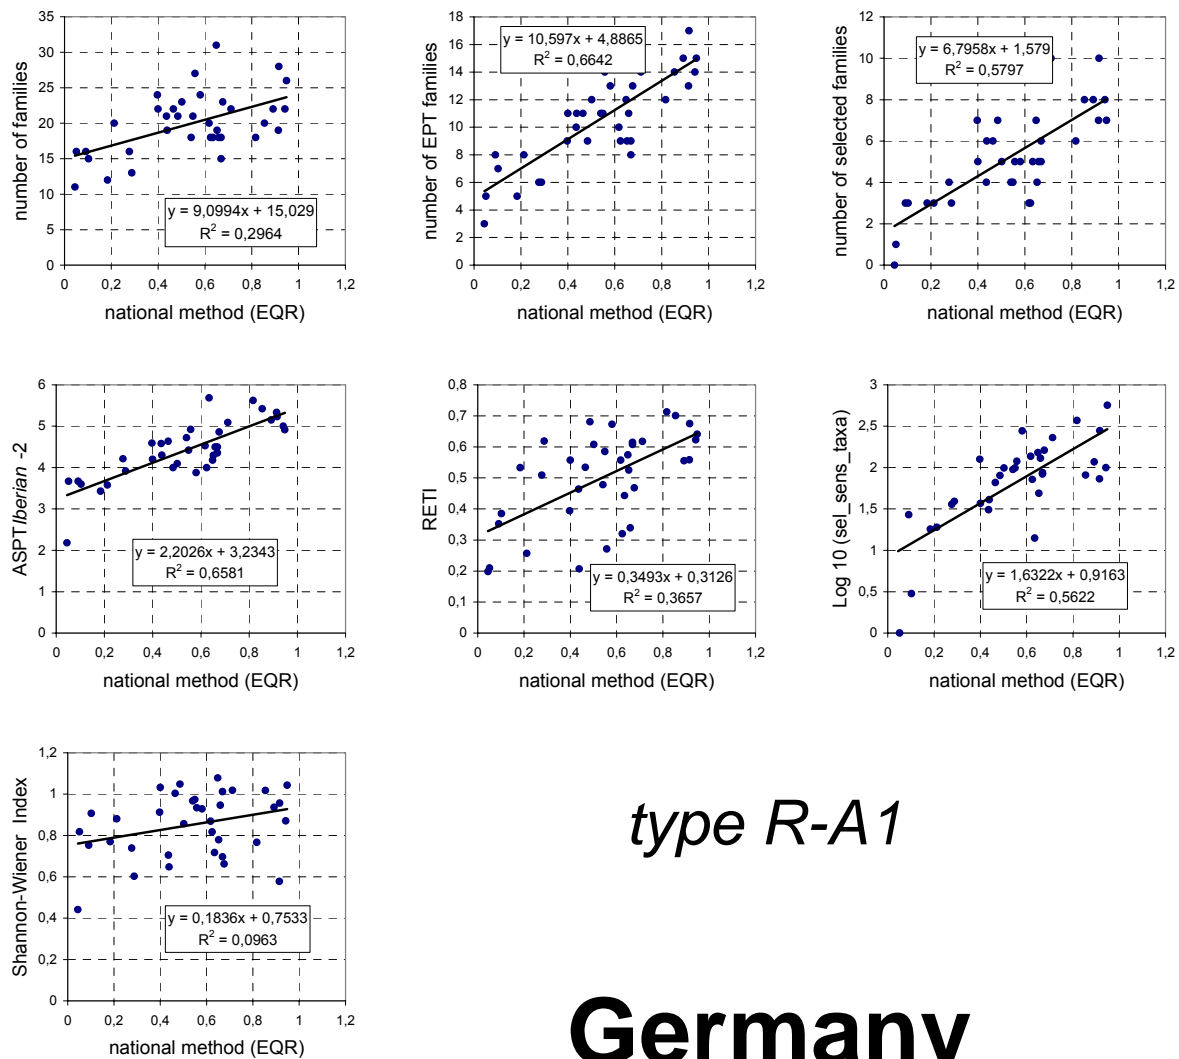 number of families
35
30
25
20
15
10
5
0
y = 9,0994x + 15,029
R2 = 0,2964
0 0,2 0,4 0,6 0,8 1 1,2
national method (EQR)
number of EPT families
18
16
14
12
10
8
6
4
2
0
y = 10,597x + 4,8865
R2 = 0,6642
0 0,2 0,4 0,6 0,8 1 1,2
national method (EQR)
number of selected families
12
10
8
6
4
2
0
y = 6,7958x + 1,579
R2 = 0,5797
0 0,2 0,4 0,6 0,8 1 1,2
national method (EQR)
ASPT Iberian -2
6
5
4
3
2
1
0
y = 2,2026x + 3,2343
R2 = 0,6581
0 0,2 0,4 0,6 0,8 1 1,2
national method (EQR)
RETI
0,8
0,7
0,6
0,5
0,4
0,3
0,2
0,1
0
y = 0,3493x + 0,3126
R2 = 0,3657
0 0,2 0,4 0,6 0,8 1 1,2
national method (EQR)
Log 10 (sel_sens_taxa)
3
2,5
2
1,5
1
0,5
0
y = 1,6322x + 0,9163
R2 = 0,5622
0 0,2 0,4 0,6 0,8 1 1,2
national method (EQR)
Shannon-Wiener Index
1,2
1
0,8
0,6
0,4
0,2
0
y = 0,1836x + 0,7533
R2 = 0,0963
0 0,2 0,4 0,6 0,8 1 1,2
national method (EQR)
type R-A1
Germany